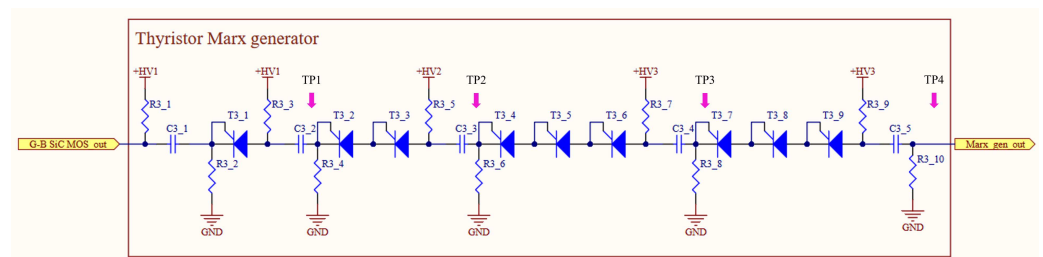 Thyristor Marx generator
+HV1
+HV1
+HV2
+HV3
+HV3
TP1
TP2
TP3
TP4
R3_1
R3_3
R3_5
R3_7
R3_9
T3_1
T3_2
T3_3
T3_4
T3_5
T3_6
T3_7
T3_8
T3_9
C3_1
C3_2
C3_3
C3_4
C3_5
G-B SiC MOS out
Marx_gen_out
R3_2
R3_4
R3_6
R3_8
R3_10
GND
GND
GND
GND
GND